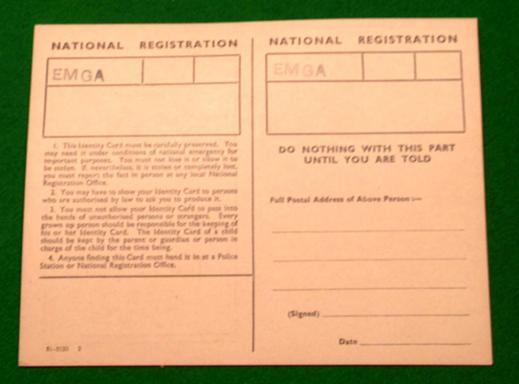 NATIONAL REGISTRATION
EMGA
1. This Identity Card must be carefully preserved. You
may need it under conditions of national emergency for
important purposes. You must not lose it or allow it to
be stolen. If, nevertheless, it is stolen or completely lost,
you must report the fact in person at any local National
Registration Office.
2. You may have to show your Identity Card to persons
who are authorised by law to ask you to produce it.
3. You must not allow your Identity Card to pass into
the hands of unauthorised persons or strangers. Every
grown up person should be responsible for the keeping of
his or her Identity Card. The Identity Card of a child
should be kept by the parent or guardian or person in
charge of the child for the time being.
4. Anyone finding this Card must hand it in at a Police
Station or National Registration Office.
NATIONAL REGISTRATION
EMGA
DO NOTHING WITH THIS PART
UNTIL YOU ARE TOLD
Full Postal Address of Above Person :—
(Signed)
Date